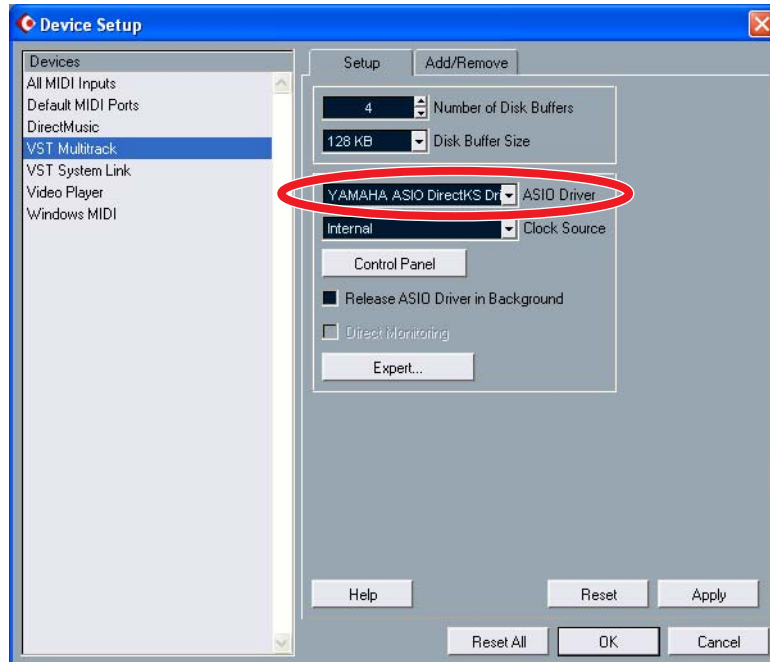 Device Setup
Devices
All MIDI Inputs
Default MIDI Ports
DirectMusic
VST Multitrack
VST System Link
Video Player
Windows MIDI
Setup
Add/Remove
4 Number of Disk Buffers
128 KB Disk Buffer Size
YAMAHA ASIO DirectKS Dri ASIO Driver
Internal Clock Source
Control Panel
Release ASIO Driver in Background
Direct Monitoring
Expert...
Help
Reset
Apply
Reset All
OK
Cancel